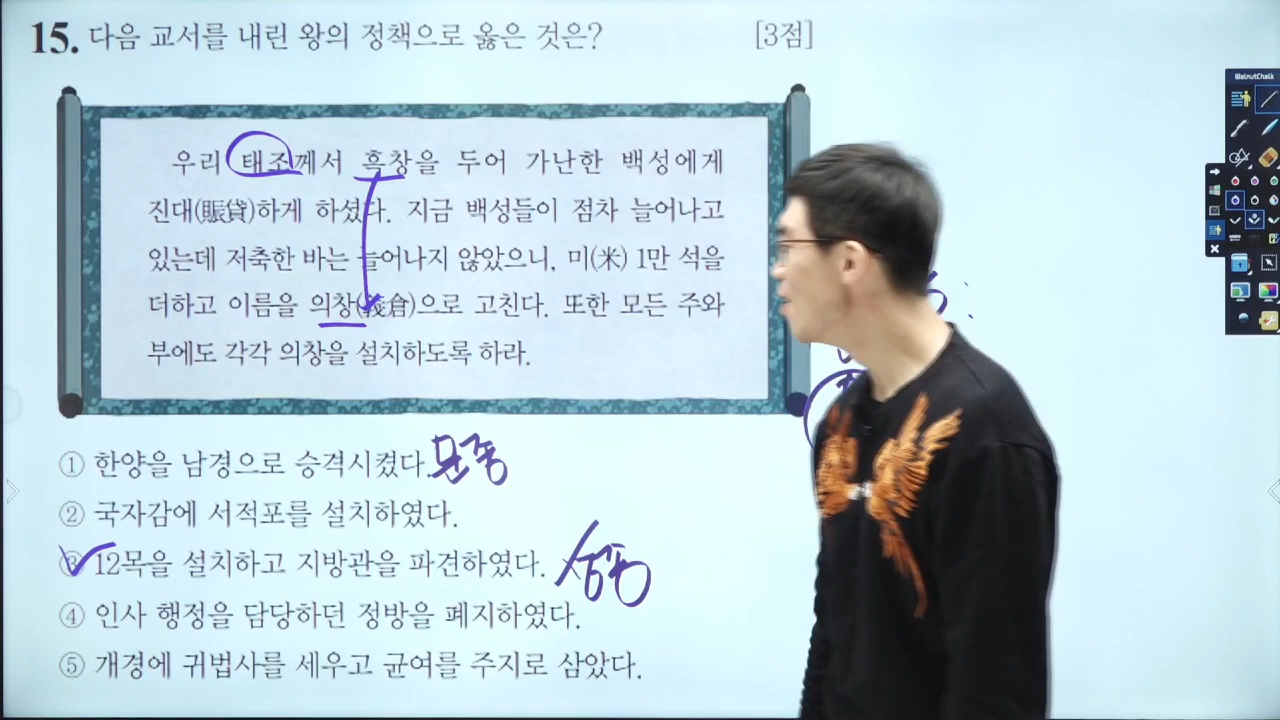 15. 다음 교서를 내린 왕의 정책으로 옳은 것은? [3점]
우리 태조께서 흑창을 두어 가난한 백성에게
진대(賑貸)하게 하셨다. 지금 백성들이 점차 늘어나고
있는데 저축한 바는 늘어나지 않았으니, 미(米) 1만 석을
더하고 이름을 의창(義倉)으로 고친다. 또한 모든 주와
부에도 각각 의창을 설치하도록 하라.
① 한양을 남경으로 승격시켰다. 문종
② 국자감에 서적포를 설치하였다.
③ 12목을 설치하고 지방관을 파견하였다. 성종
④ 인사 행정을 담당하던 정방을 폐지하였다.
⑤ 개경에 귀법사를 세우고 균여를 주지로 삼았다.
WalnutChalk